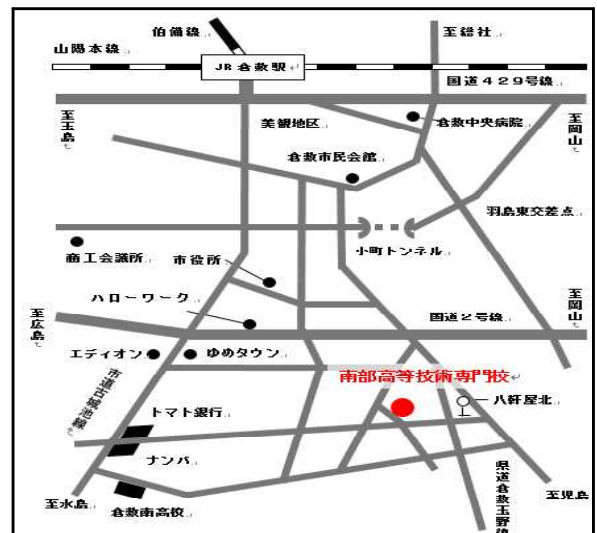 伯備線
至総社
山陽本線
JR倉敷駅
国道429号線
至玉島
美観地区
倉敷中央病院
至岡山
倉敷市民会館
羽島東交差点
小町トンネル
商工会議所
市役所
ハローワーク
国道2号線
至岡山
至広島
エディオン
ゆめタウン
南部高等技術専門校
八軒屋北
市道古城池線
トマト銀行
ナンバ
至水島
倉敷南高校
県道倉敷玉野線
至児島